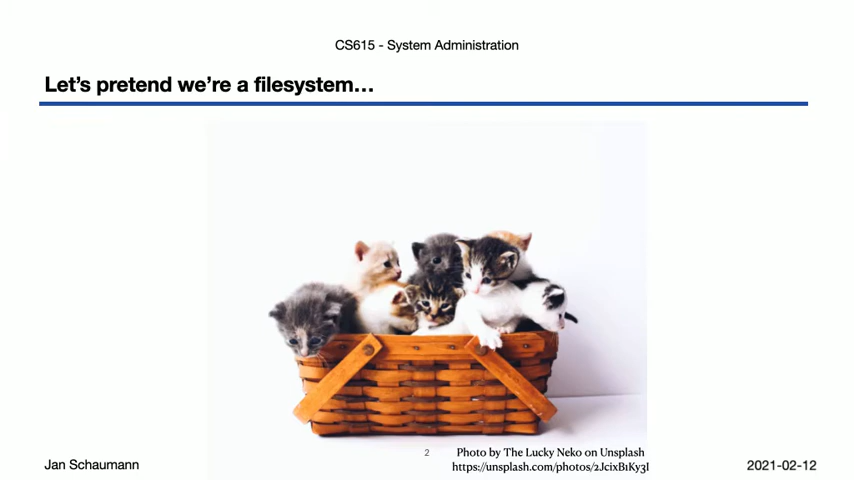 CS615 - System Administration
Let's pretend we're a filesystem…
2
Photo by The Lucky Neko on Unsplash
https://unsplash.com/photos/2JcixB1Ky3I
Jan Schaumann
2021-02-12